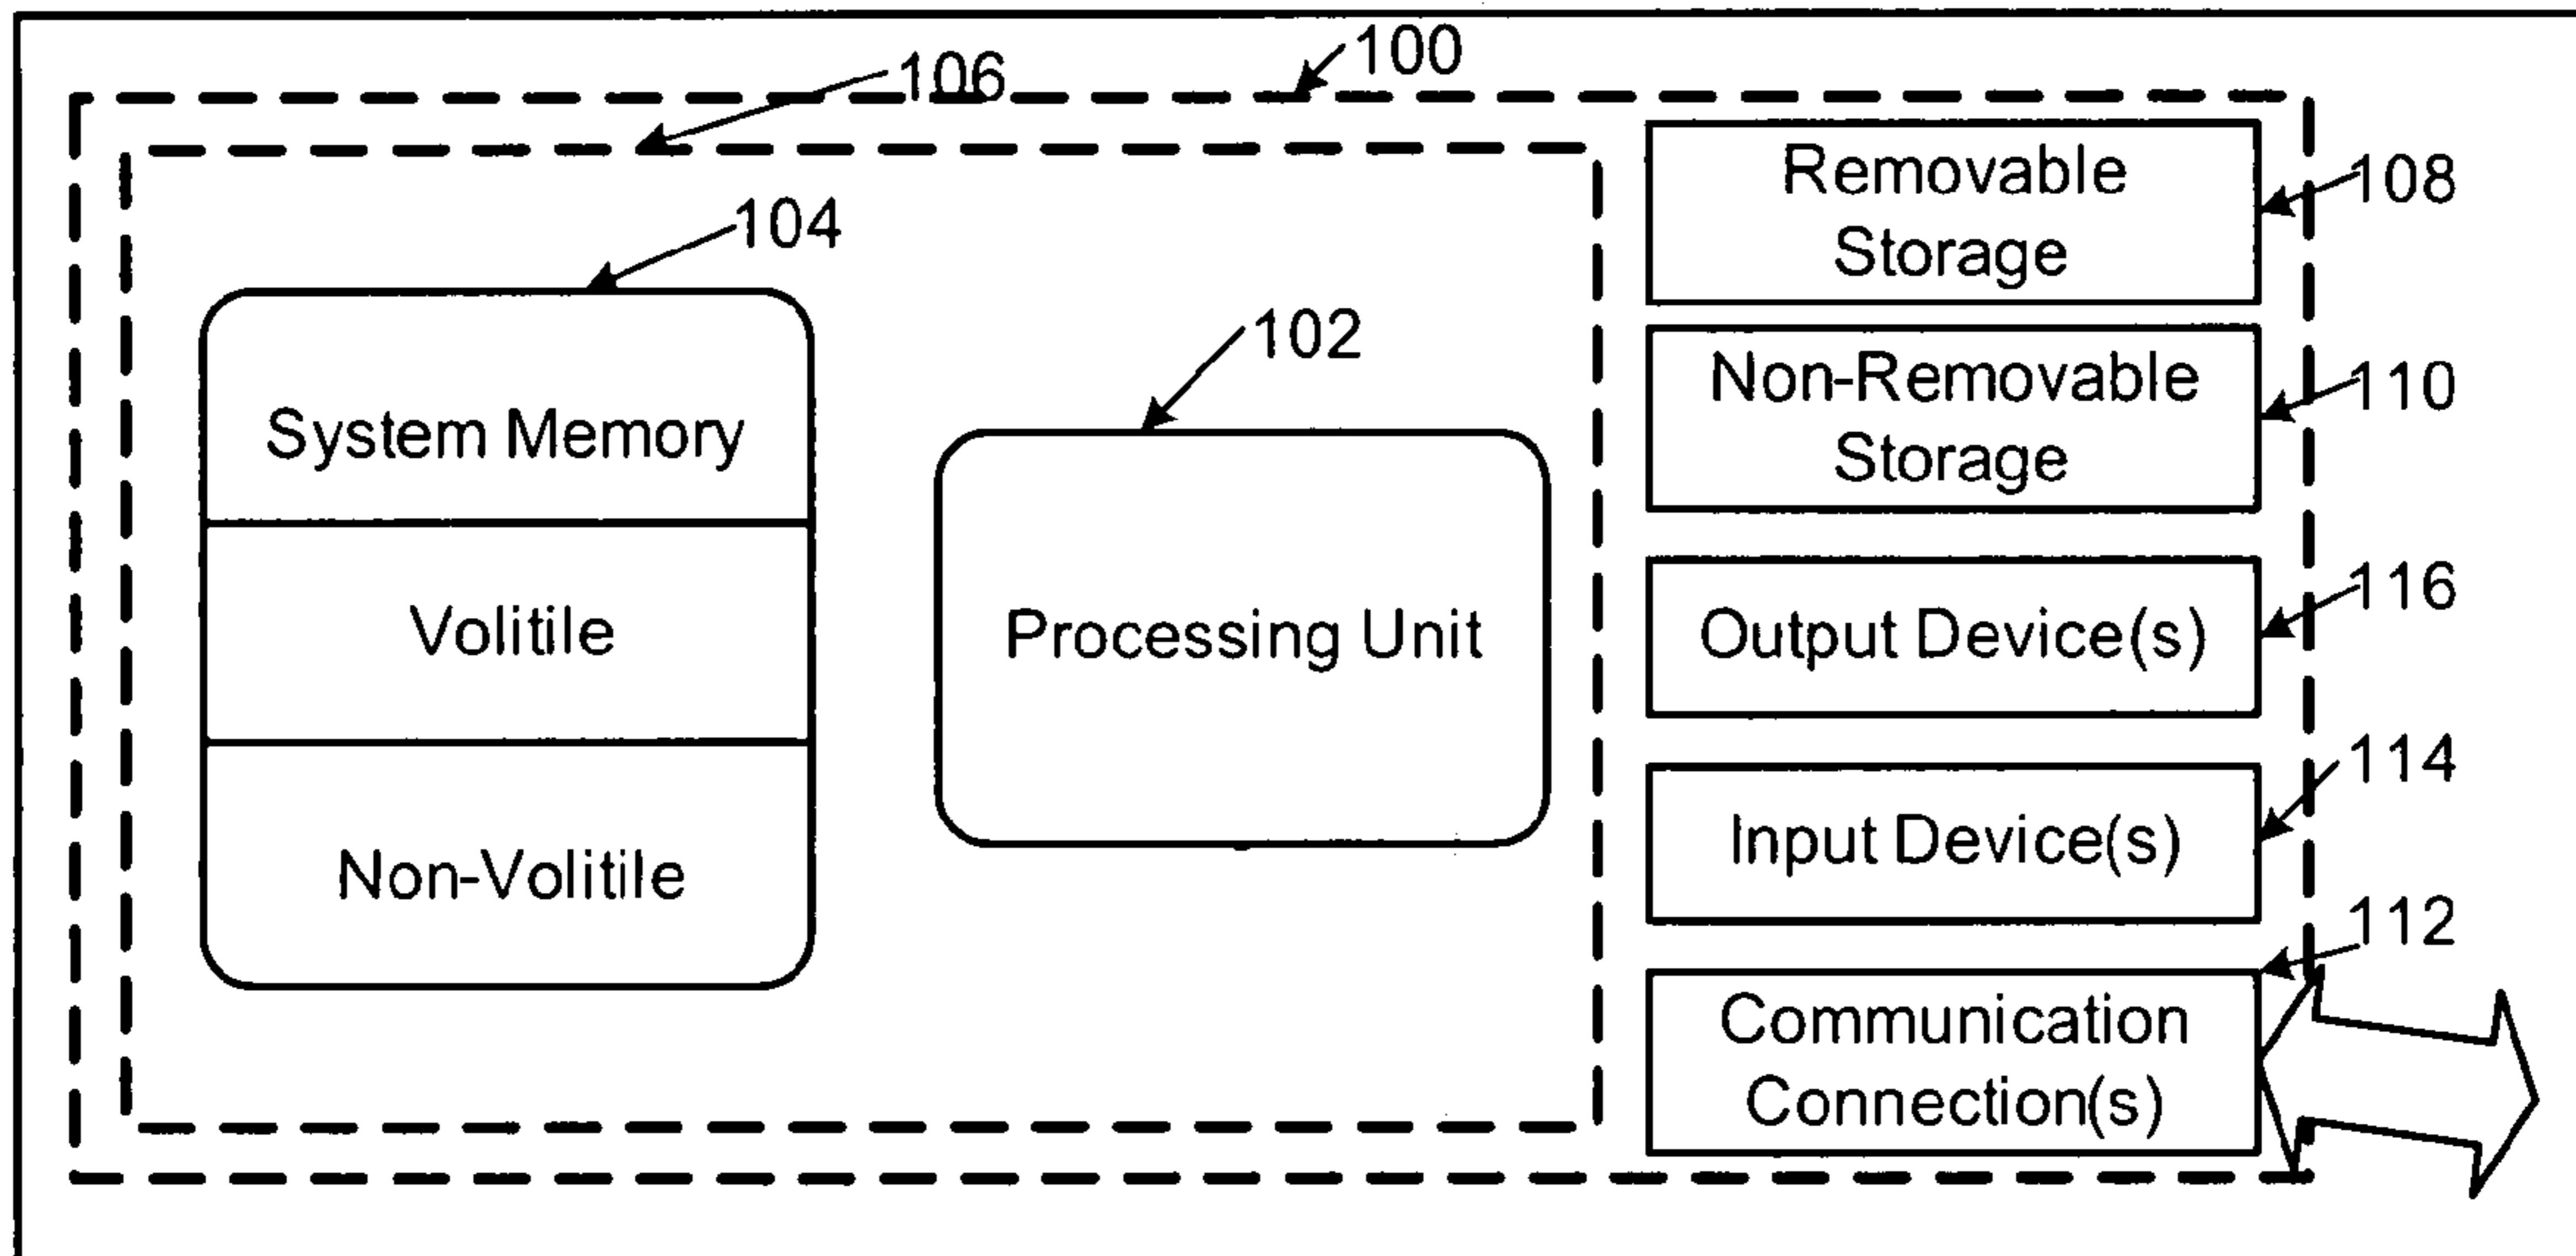 100
106
104
System Memory
Volitile
Non-Volitile
102
Processing Unit
Removable
Storage
108
Non-Removable
Storage
110
Output Device(s)
116
Input Device(s)
114
Communication
Connection(s)
112